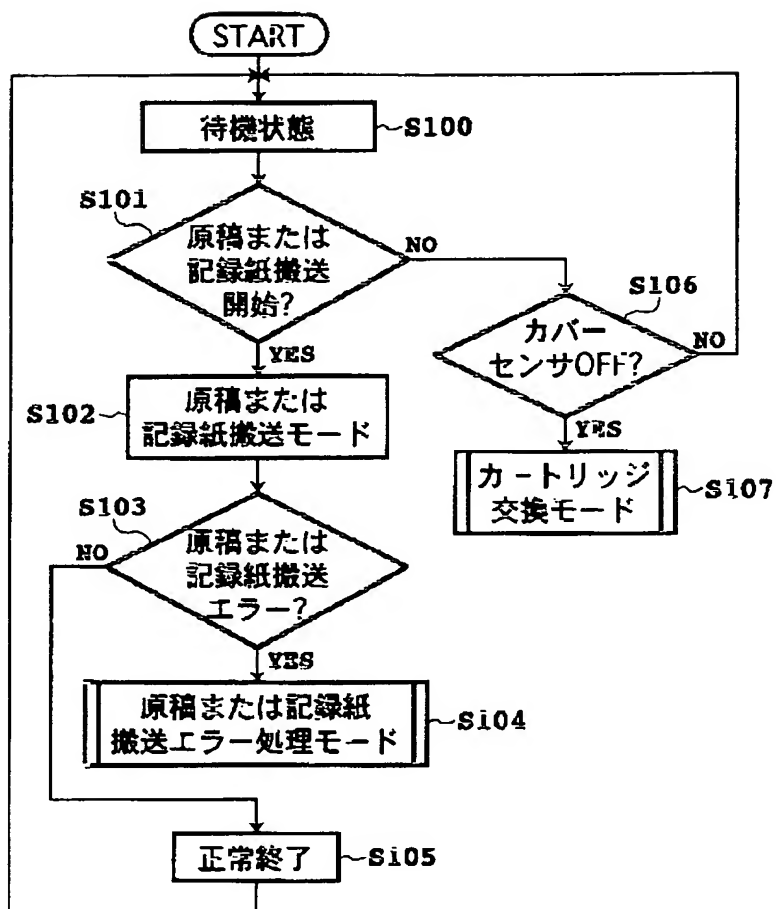 START
待機状態
S100
S101
原稿または
記録紙搬送
開始?
NO
YES
S106
カバー
センサOFF?
NO
YES
S102
原稿または
記録紙搬送モード
カートリッジ
交換モード
S107
S103
NO
原稿または
記録紙搬送
エラー?
YES
原稿または記録紙
搬送エラー処理モード
S104
正常終了
S105